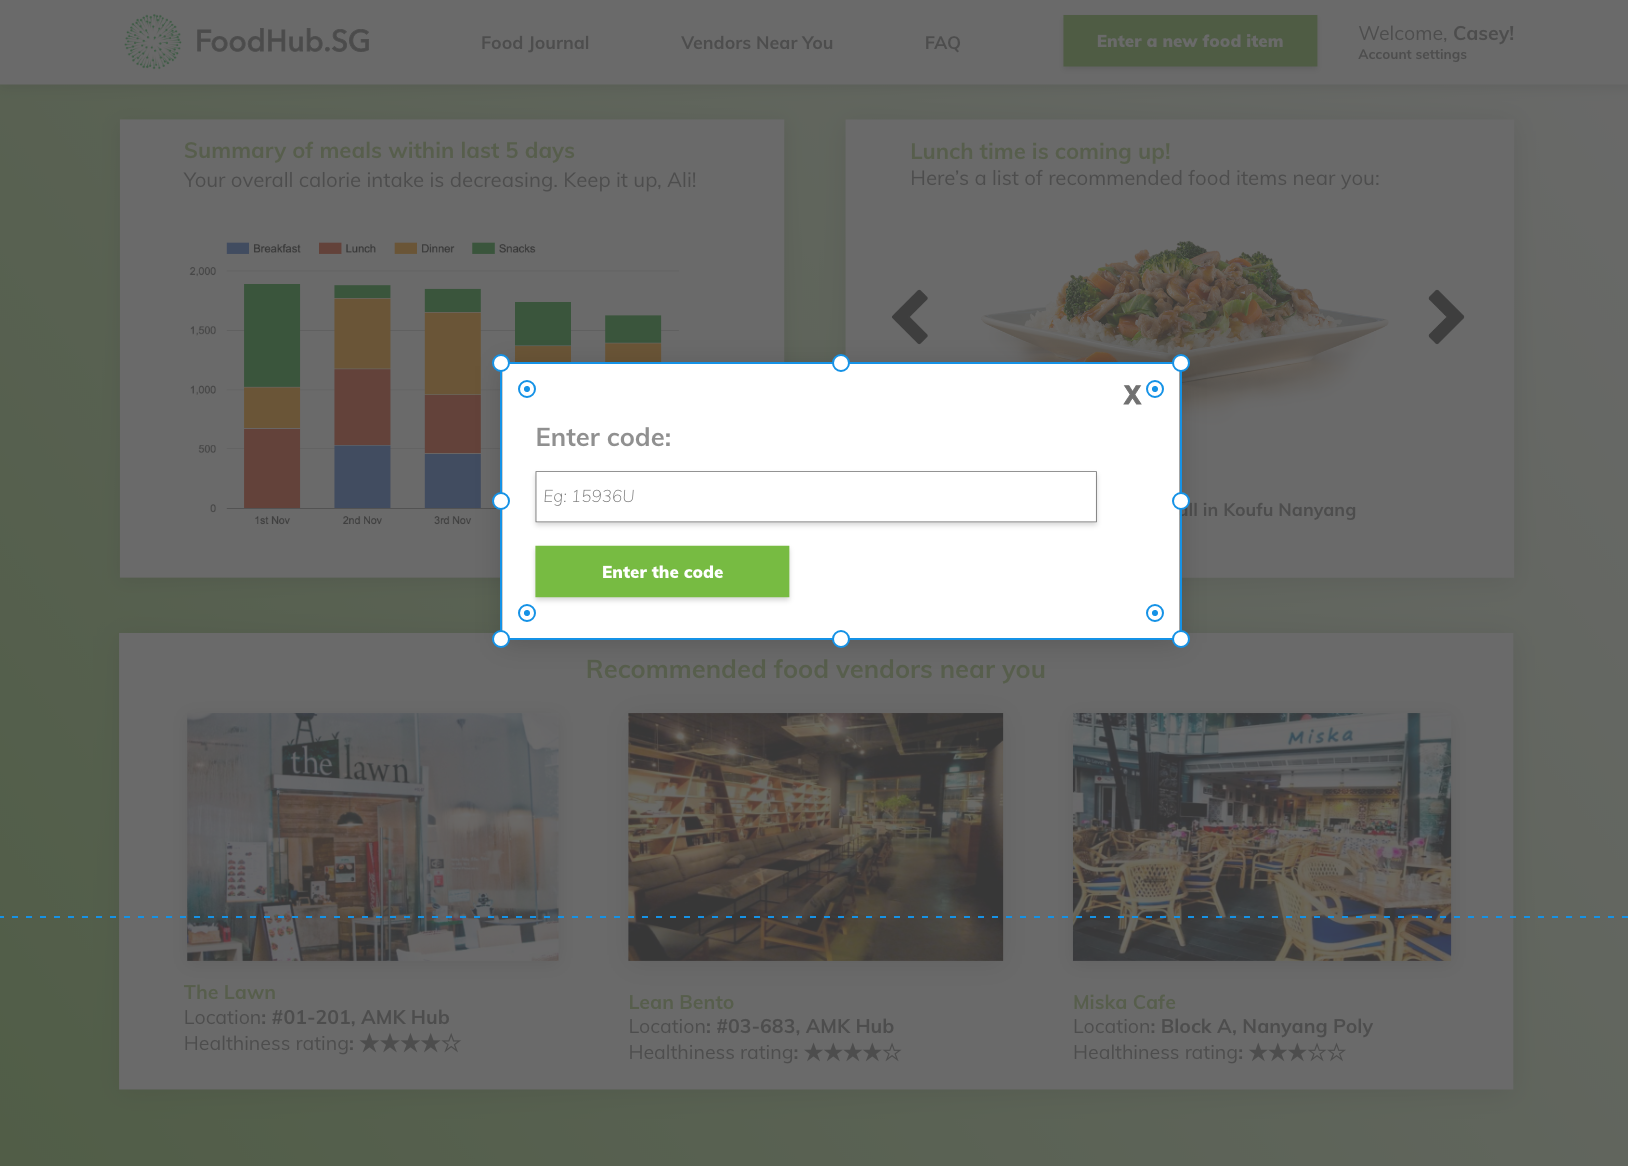 FoodHub.SG
Food Journal
Vendors Near You
FAQ
Enter a new food item
Welcome, Casey!
Account settings
Summary of meals within last 5 days
Your overall calorie intake is decreasing. Keep it up, Ali!
Breakfast
Lunch
Dinner
Snacks
2,000
1,500
1,000
500
0
1st Nov
2nd Nov
3rd Nov
Lunch time is coming up!
Here's a list of recommended food items near you:
in Koufu Nanyang
X
Enter code:
Eg: 15936U
Enter the code
Recommended food vendors near you
the lawn
Miska
The Lawn
Location: #01-201, AMK Hub
Healthiness rating: ★★★★☆
Lean Bento
Location: #03-683, AMK Hub
Healthiness rating: ★★★★☆
Miska Cafe
Location: Block A, Nanyang Poly
Healthiness rating: ★★★☆☆